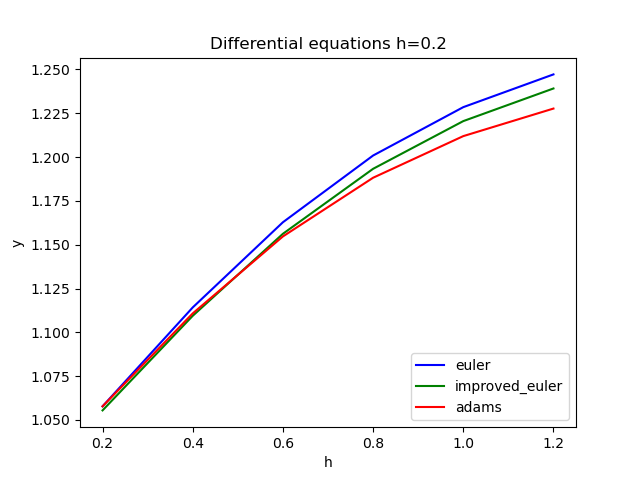 Differential equations h=0.2
y
1.250
1.225
1.200
1.175
1.150
1.125
1.100
1.075
1.050
0.2 0.4 0.6 0.8 1.0 1.2
h
euler
improved_euler
adams